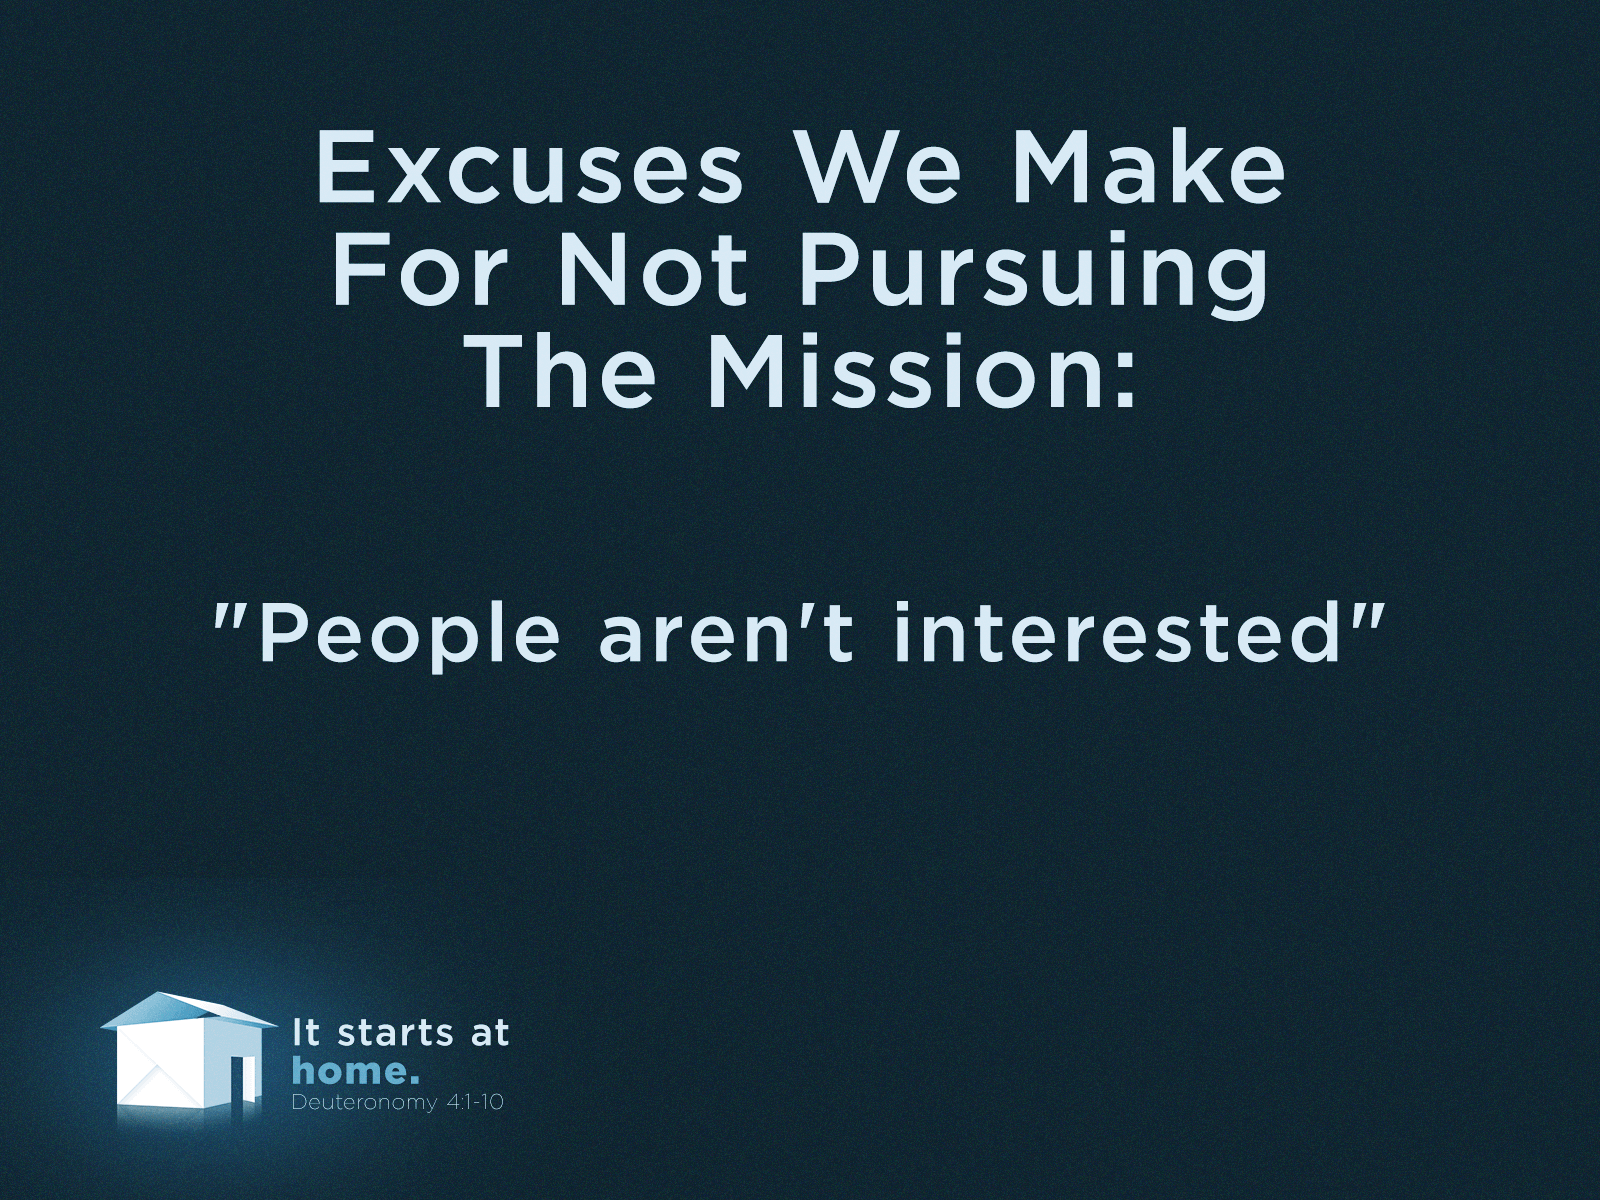 Excuses We Make
For Not Pursuing
The Mission:
"People aren't interested"
It starts at
home.
Deuteronomy 4:1-10